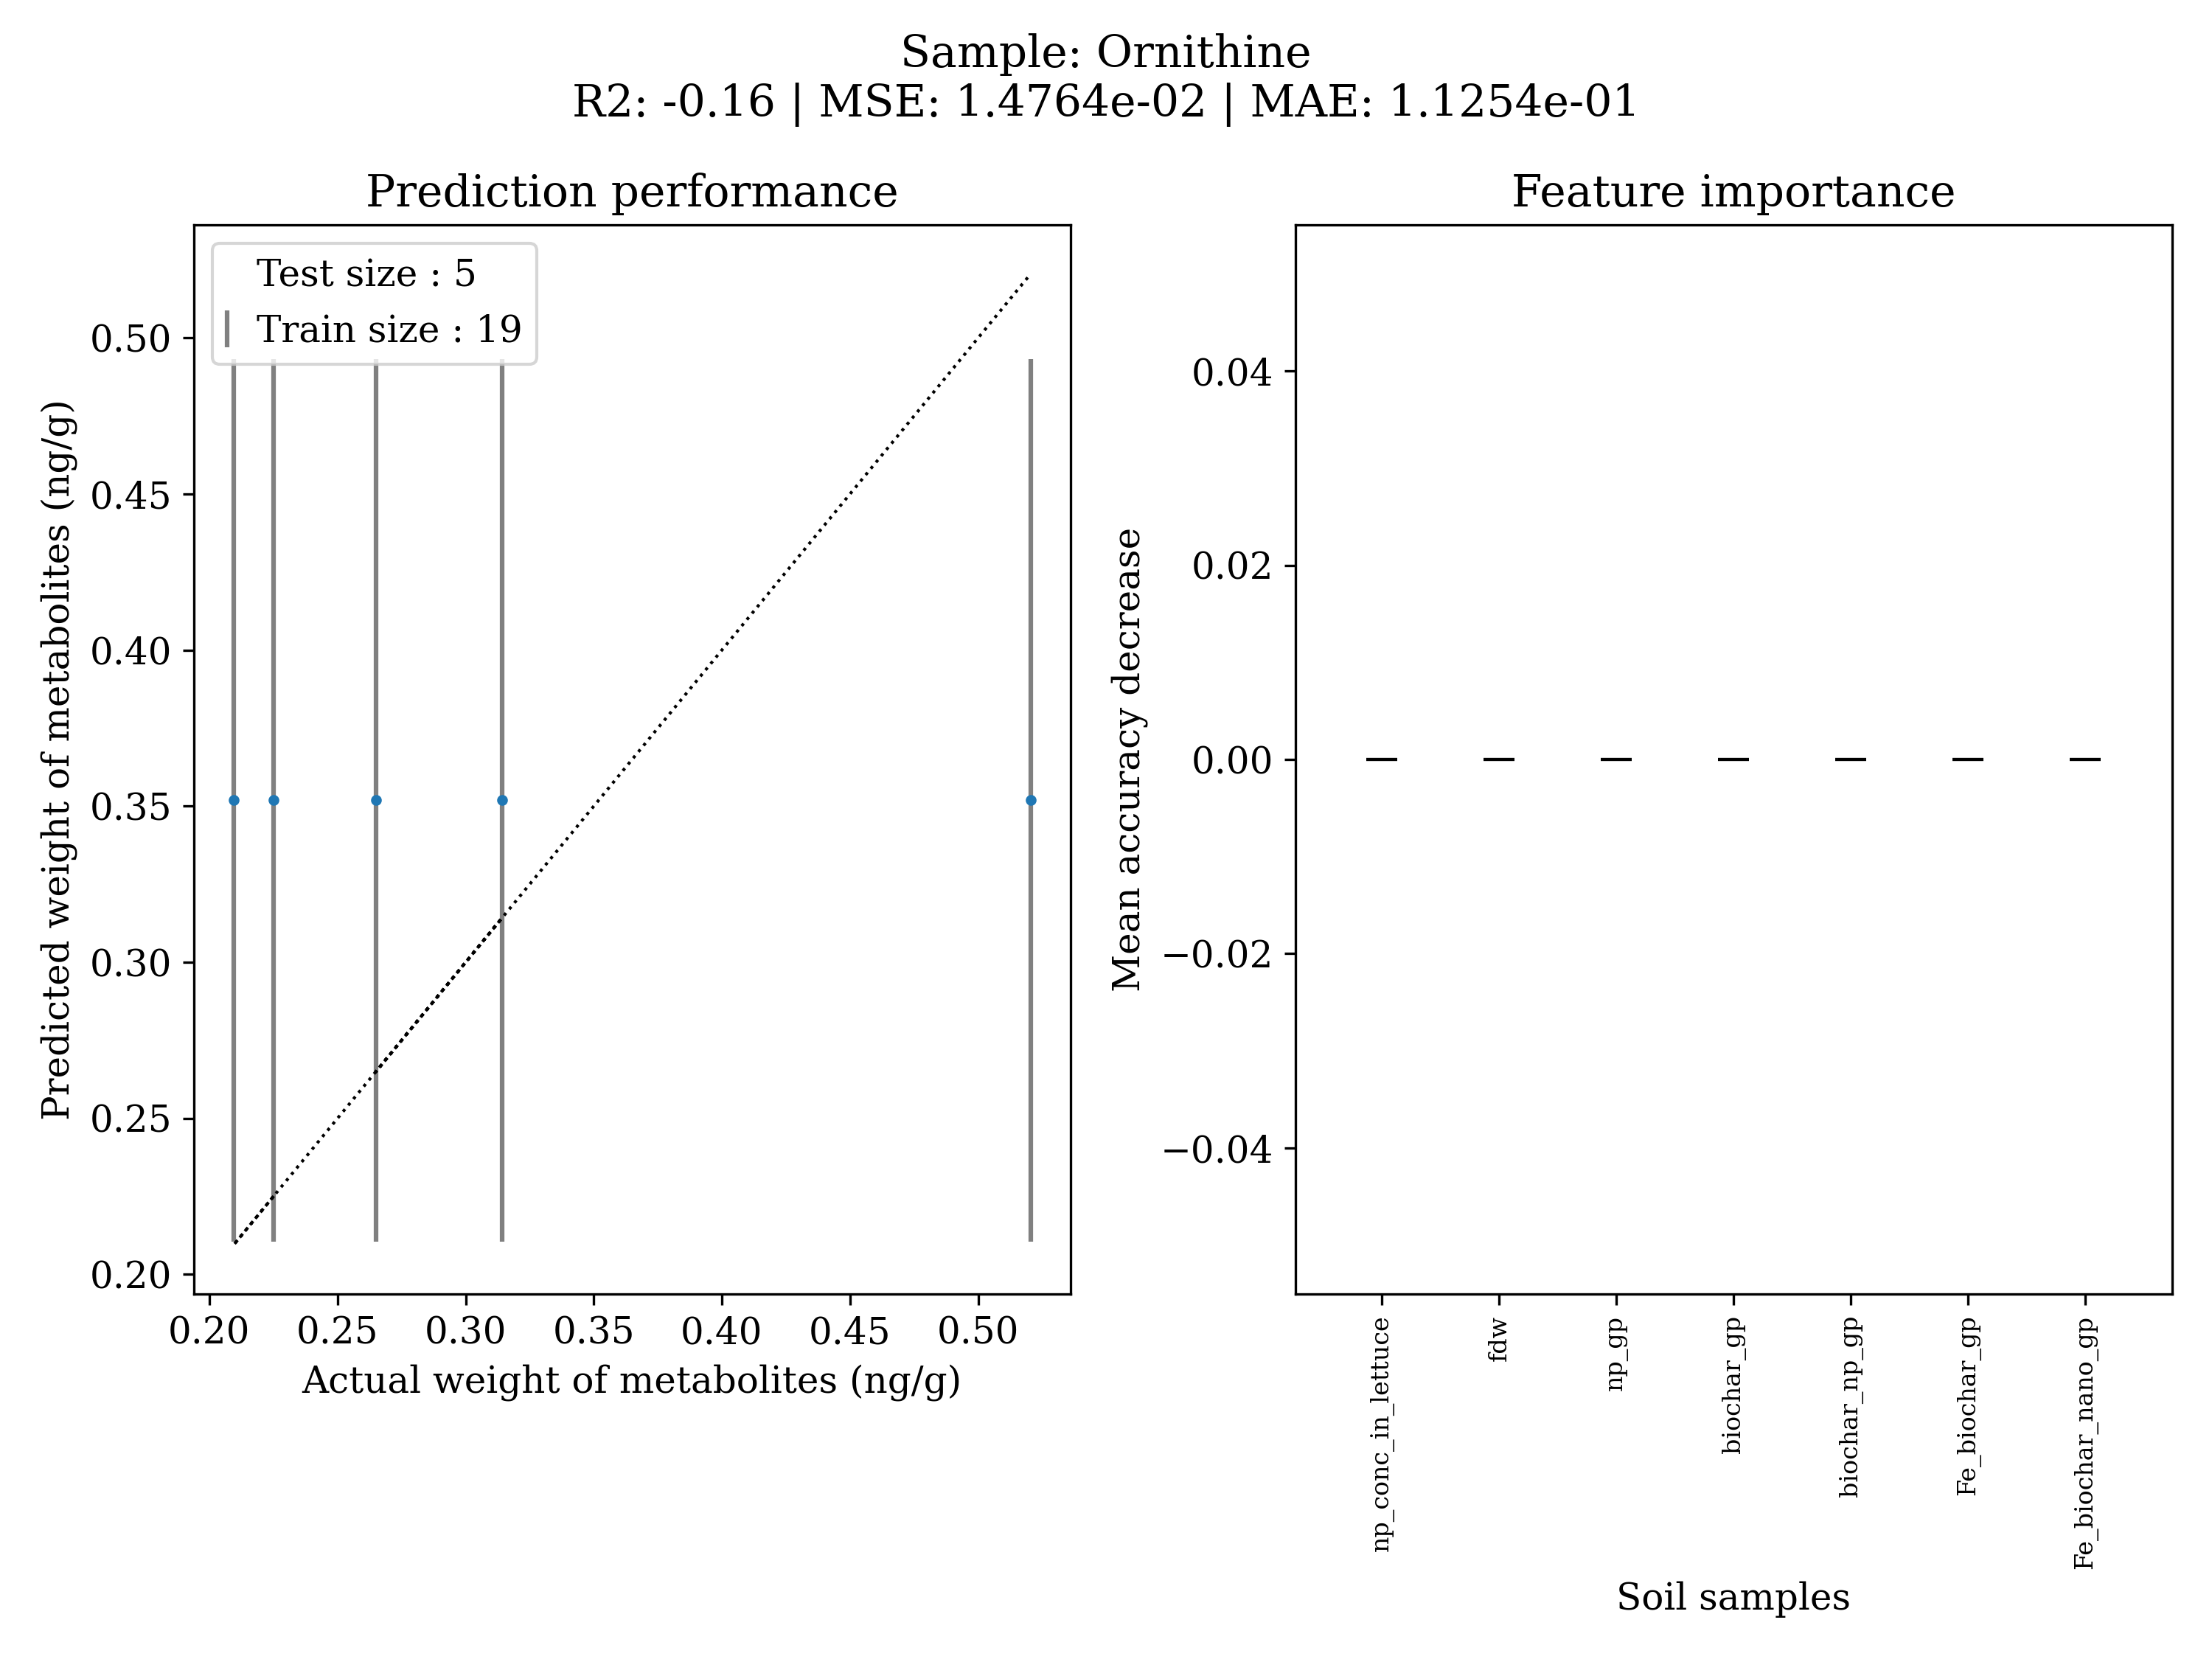 Sample: Ornithine
R2: -0.16 | MSE: 1.4764e-02 | MAE: 1.1254e-01
Prediction performance
Test size : 5
Train size : 19
Predicted weight of metabolites (ng/g)
0.50
0.45
0.40
0.35
0.30
0.25
0.20
0.20 0.25 0.30 0.35 0.40 0.45 0.50
Actual weight of metabolites (ng/g)
Feature importance
Mean accuracy decrease
0.04
0.02
0.00
−0.02
−0.04
np_conc_in_lettuce
fdw
np_gp
biochar_gp
biochar_np_gp
Fe_biochar_gp
Fe_biochar_nano_gp
Soil samples